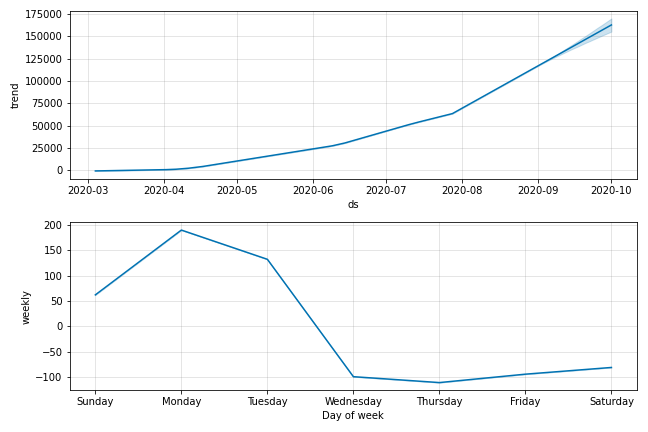 175000
150000
125000
100000
75000
50000
25000
0
trend
2020-03 2020-04 2020-05 2020-06 2020-07 2020-08 2020-09 2020-10
ds
200
150
100
50
0
−50
−100
weekly
Sunday Monday Tuesday Wednesday Thursday Friday Saturday
Day of week